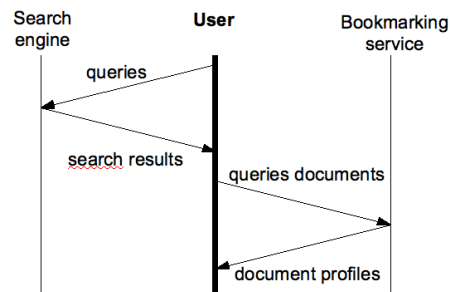 Search
engine
User
Bookmarking
service
queries
search results
queries documents
document profiles